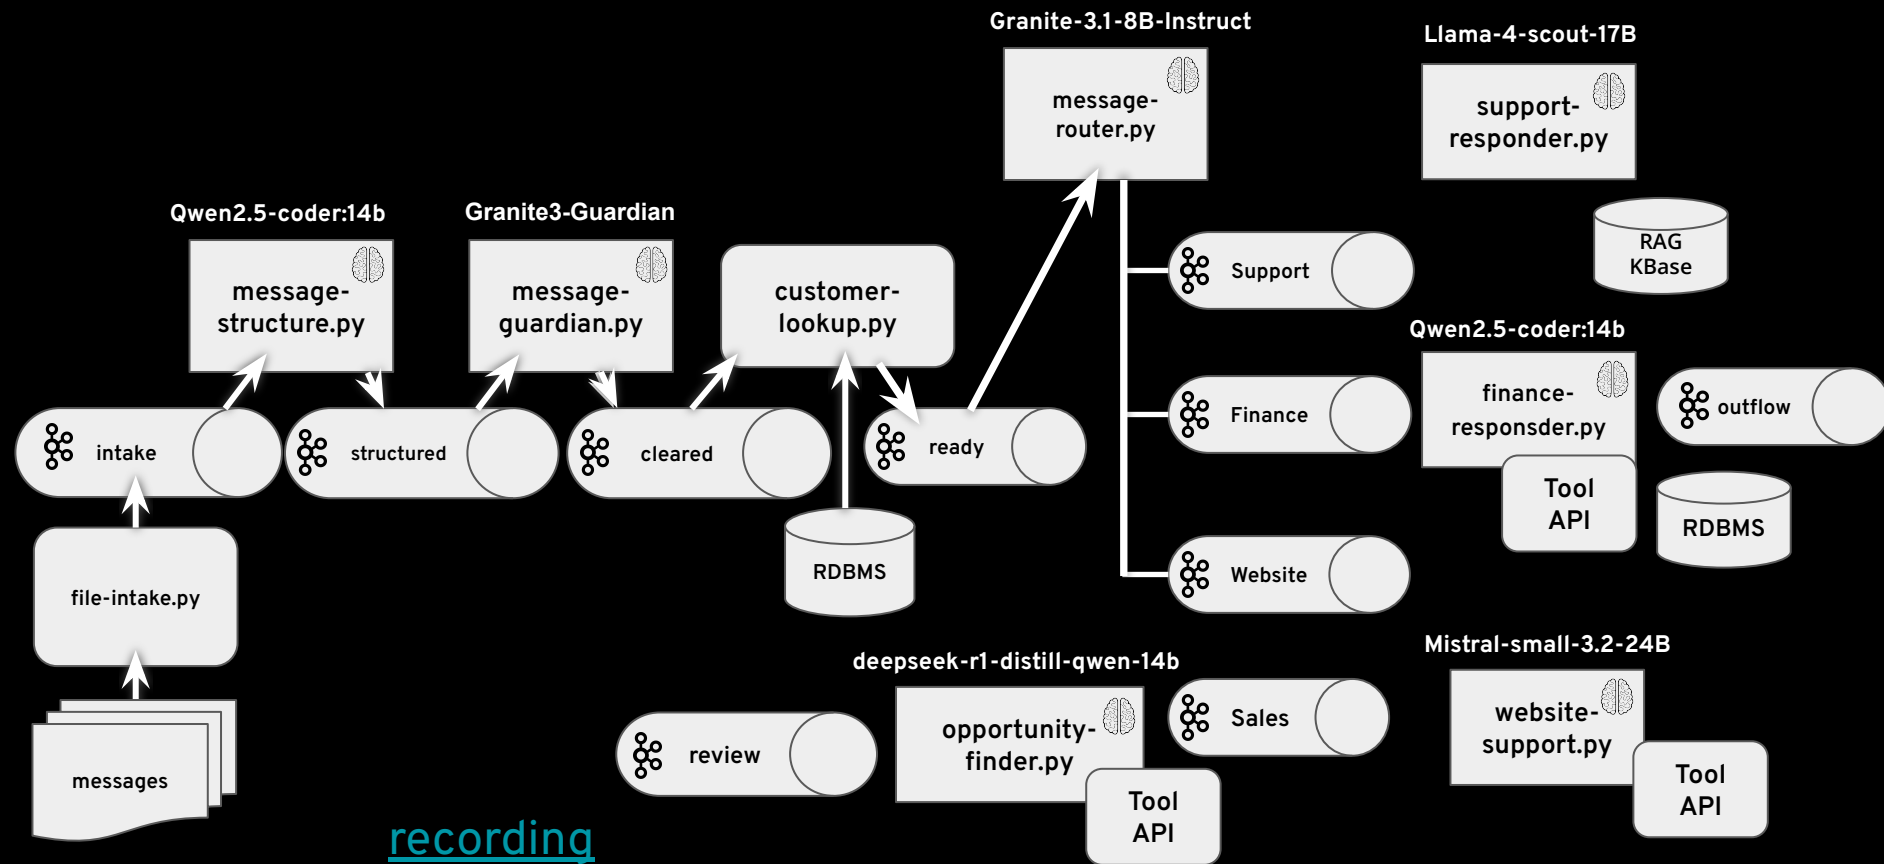 Granite-3.1-8B-Instruct
message-
router.py
Llama-4-scout-17B
support-
responder.py
RAG
KBase
Qwen2.5-coder:14b
message-
structure.py
Granite3-Guardian
message-
guardian.py
customer-
lookup.py
Support
Qwen2.5-coder:14b
finance-
responsder.py
Tool
API
Finance
outflow
RDBMS
intake
structured
cleared
ready
RDBMS
file-intake.py
Website
messages
deepseek-r1-distill-qwen-14b
review
opportunity-
finder.py
Tool
API
Sales
Mistral-small-3.2-24B
website-
support.py
Tool
API
recording